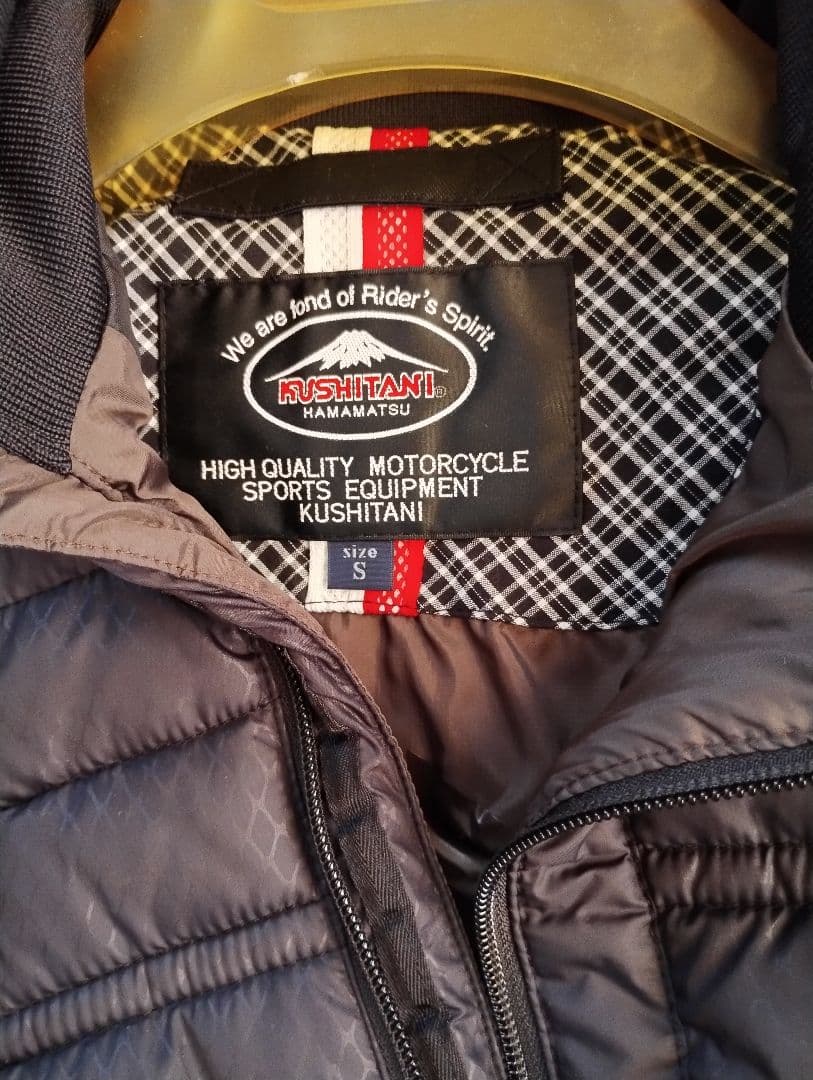 We are fond of Rider's Spirit.
KUSHITANI®
HAMAMATSU
HIGH QUALITY MOTORCYCLE
SPORTS EQUIPMENT
KUSHITANI
size
S